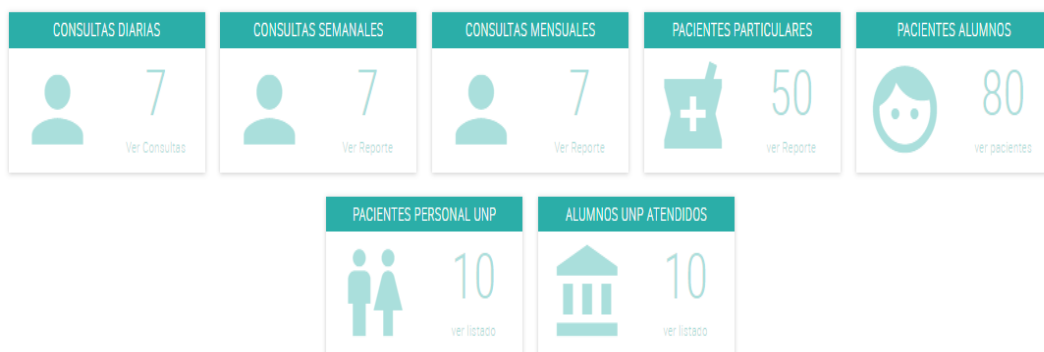 CONSULTAS DIARIAS
7
Ver Consultas
CONSULTAS SEMANALES
7
Ver Reporte
CONSULTAS MENSUALES
7
Ver Reporte
PACIENTES PARTICULARES
50
ver Reporte
PACIENTES ALUMNOS
80
ver pacientes
PACIENTES PERSONAL UNP
10
ver listado
ALUMNOS UNP ATENDIDOS
10
ver listado